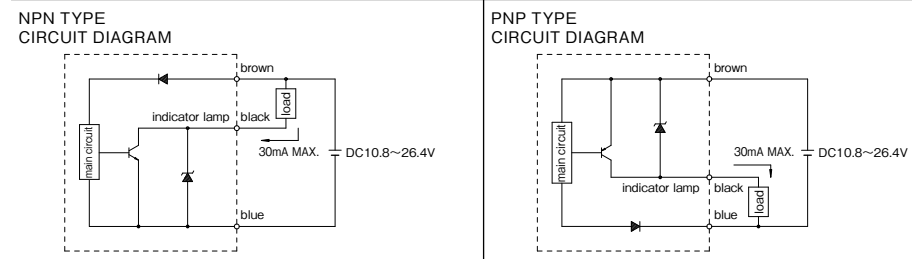 NPN TYPE
CIRCUIT DIAGRAM
brown
load
indicator lamp
black
main circuit
30mA MAX.
DC10.8～26.4V
blue
PNP TYPE
CIRCUIT DIAGRAM
brown
main circuit
30mA MAX.
DC10.8～26.4V
indicator lamp
black
load
blue